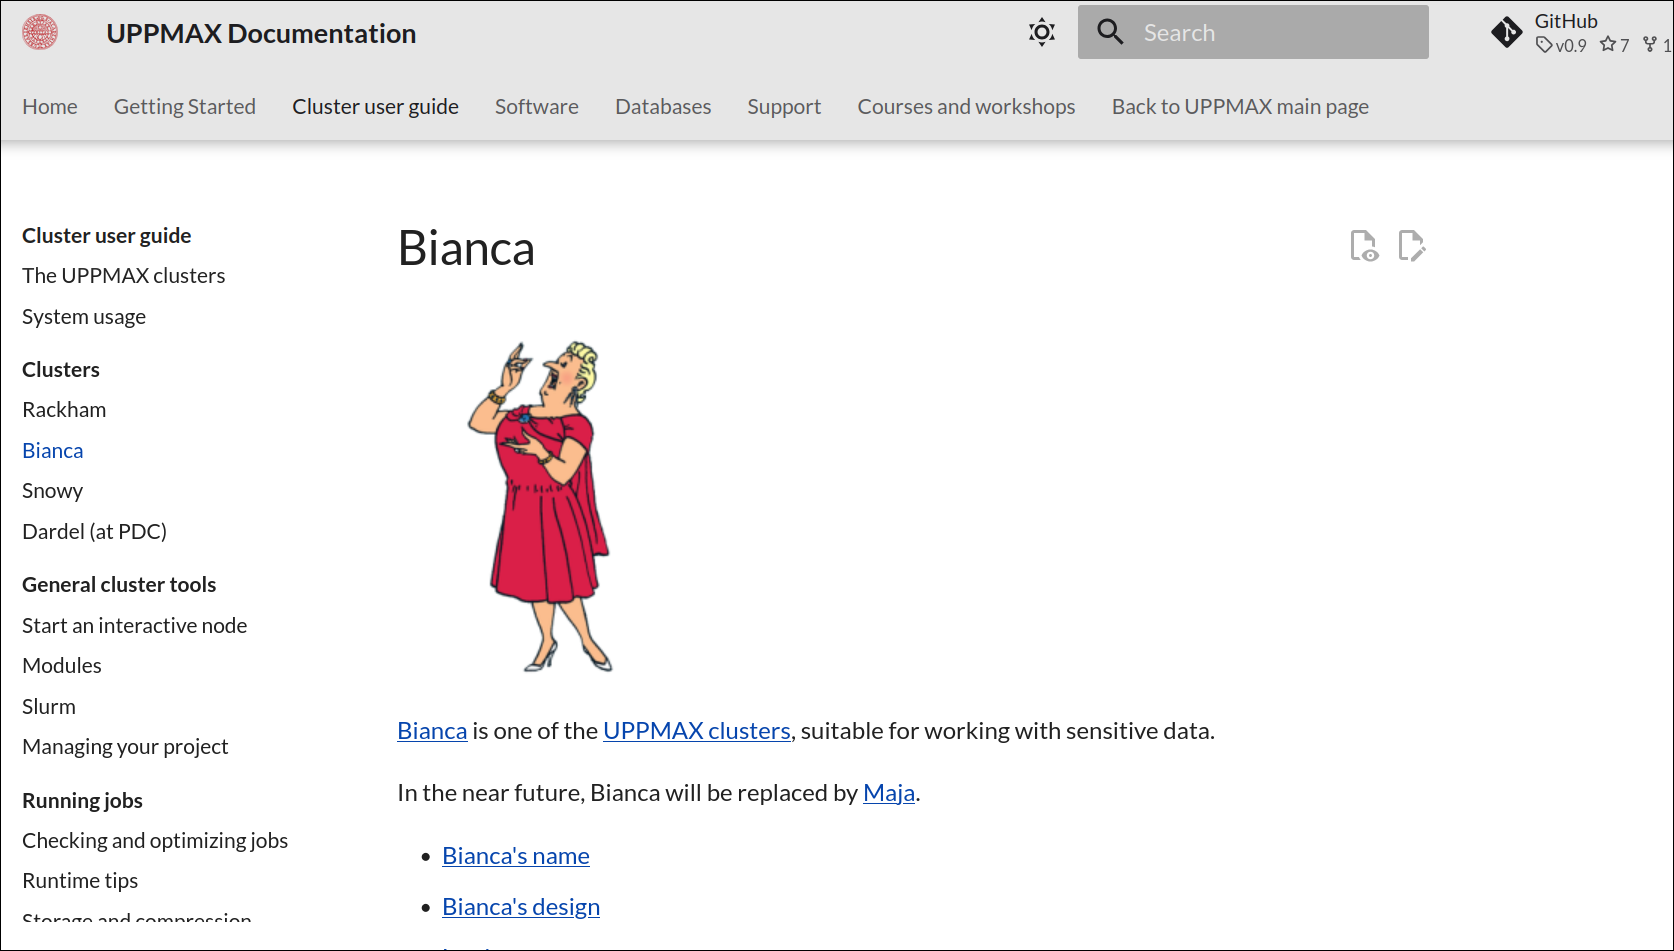 UPPMAX Documentation
Search
GitHub
v0.9 7 1
Home Getting Started Cluster user guide Software Databases Support Courses and workshops Back to UPPMAX main page
Cluster user guide
The UPPMAX clusters
System usage
Clusters
Rackham
Bianca
Snowy
Dardel (at PDC)
General cluster tools
Start an interactive node
Modules
Slurm
Managing your project
Running jobs
Checking and optimizing jobs
Runtime tips
Storage and compression
Bianca
Bianca is one of the UPPMAX clusters, suitable for working with sensitive data.
In the near future, Bianca will be replaced by Maja.
• Bianca's name
• Bianca's design